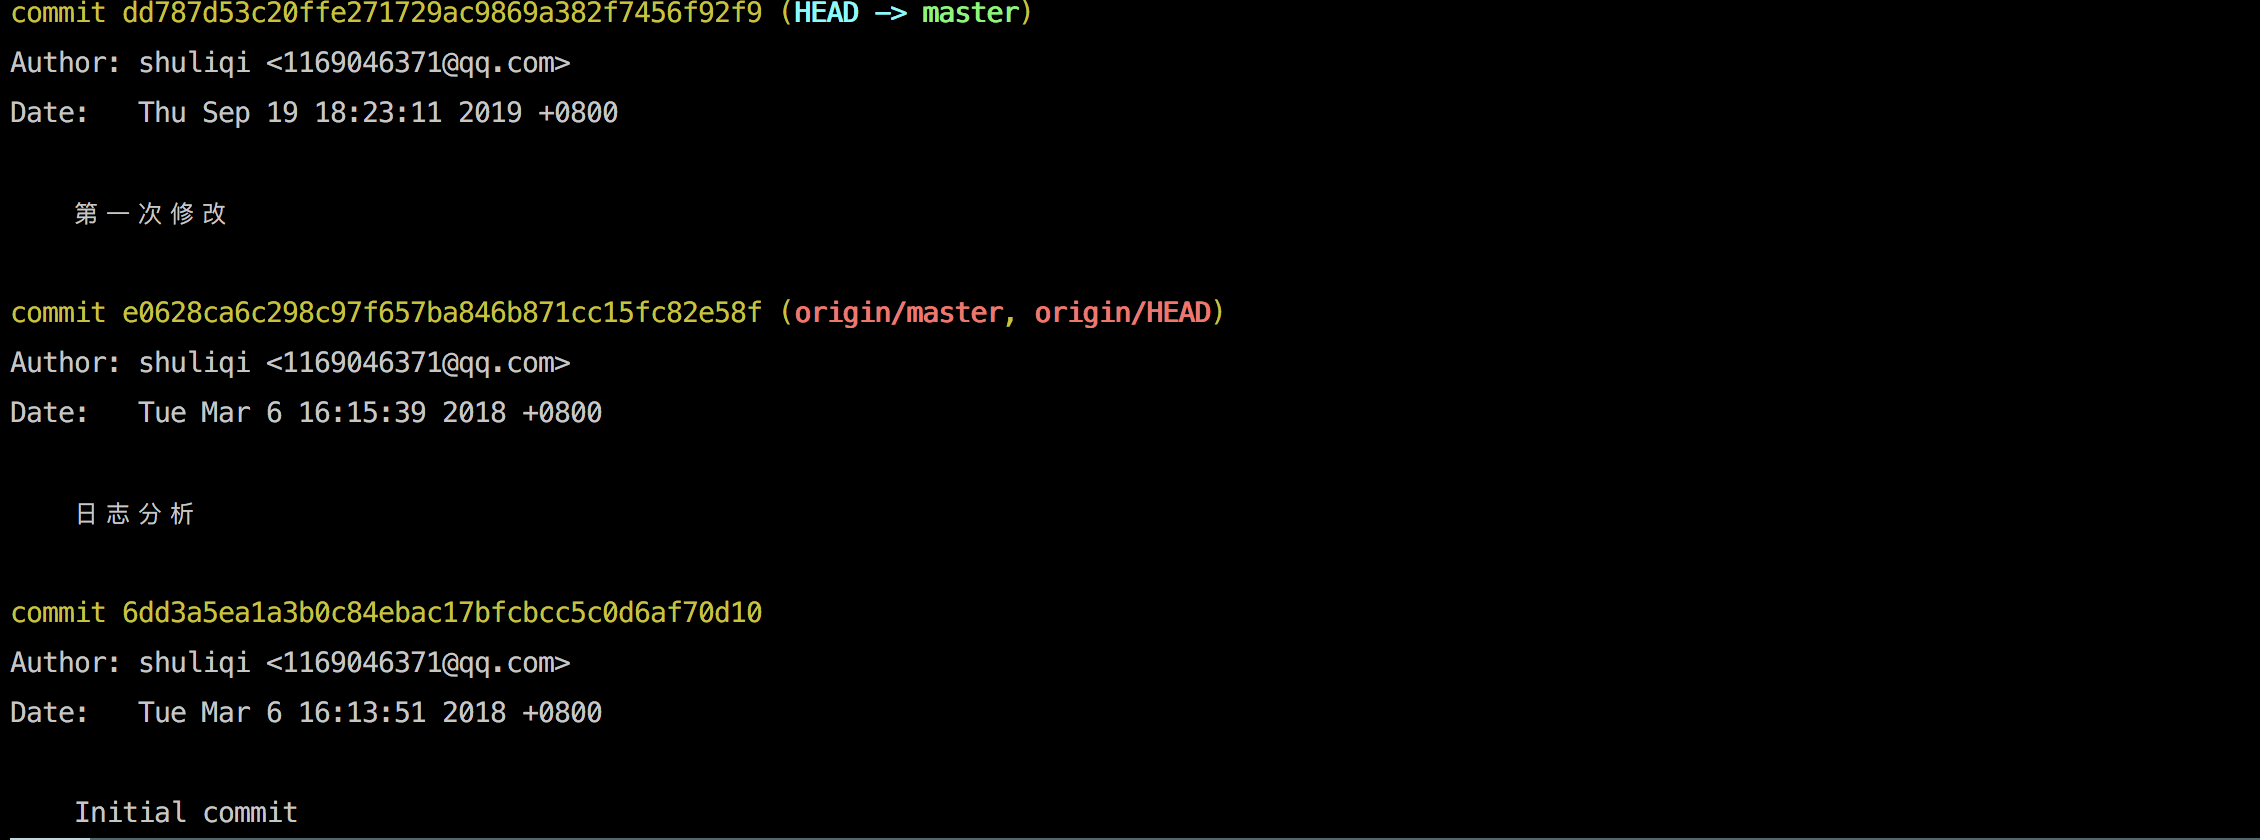 commit dd787d53c20ffe271729ac9869a382f7456f92f9 (HEAD -> master)
Author: shuliqi <1169046371@qq.com>
Date:   Thu Sep 19 18:23:11 2019 +0800
第一次修改
commit e0628ca6c298c97f657ba846b871cc15fc82e58f (origin/master, origin/HEAD)
Author: shuliqi <1169046371@qq.com>
Date:   Tue Mar 6 16:15:39 2018 +0800
日志分析
commit 6dd3a5ea1a3b0c84ebac17bfcbcc5c0d6af70d10
Author: shuliqi <1169046371@qq.com>
Date:   Tue Mar 6 16:13:51 2018 +0800
Initial commit